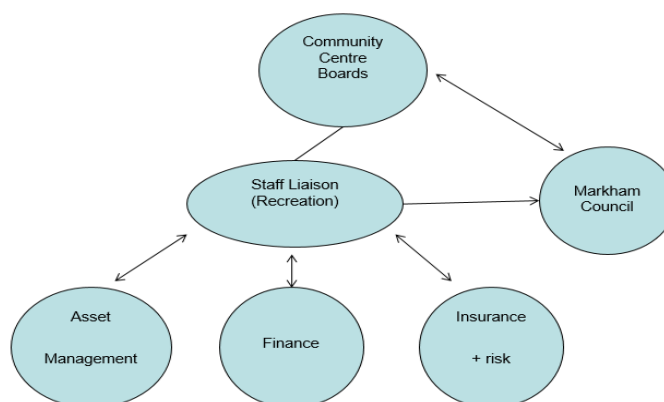 Community
Centre
Boards
Staff Liaison
(Recreation)
Markham
Council
Asset
Management
Finance
Insurance
+ risk